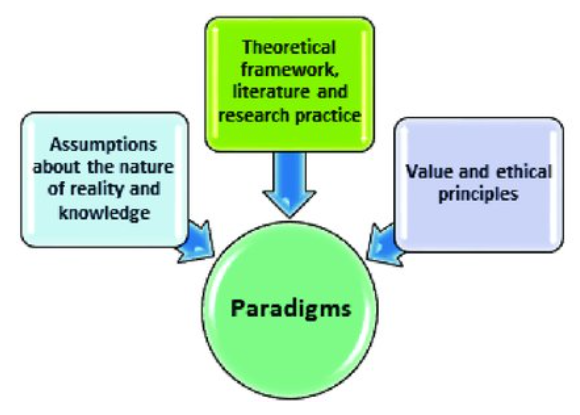 Theoretical
framework,
literature and
research practice
Assumptions
about the nature
of reality and
knowledge
Value and ethical
principles
Paradigms